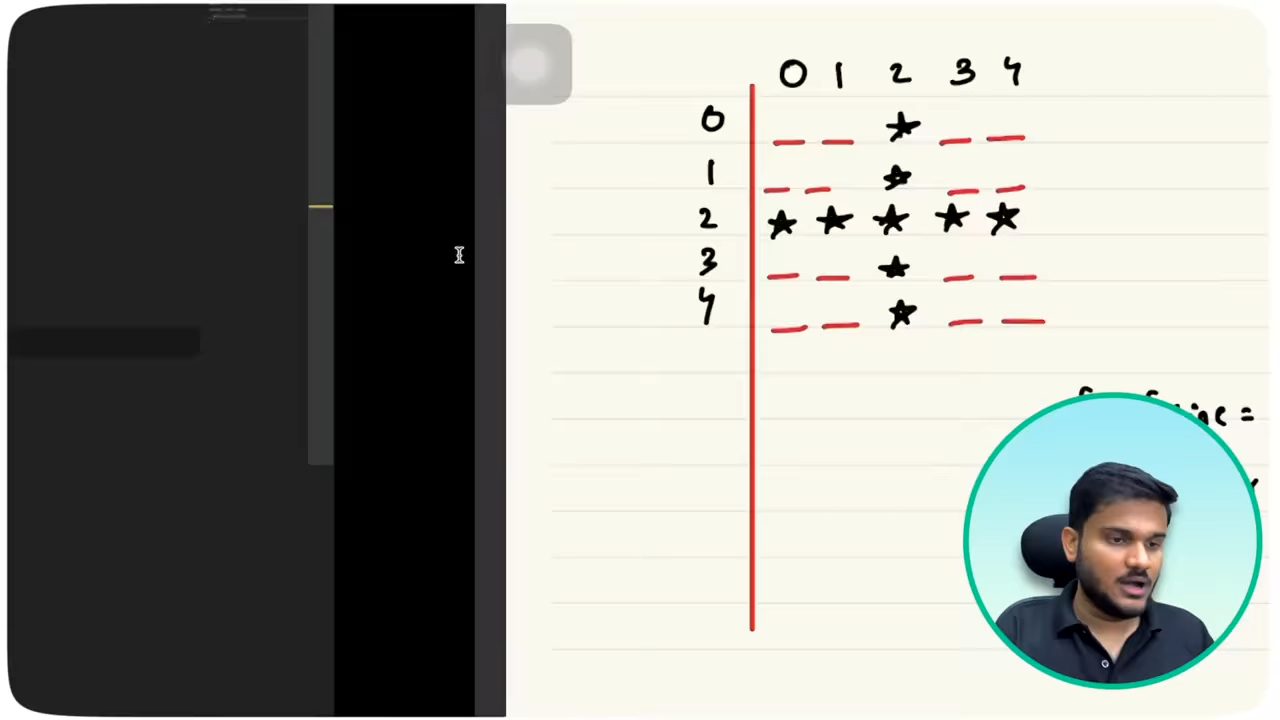 0 1 2 3 4
0 _ _ ★ _ _
1 _ _ ★ _ _
2 ★ ★ ★ ★ ★
3 _ _ ★ _ _
4 _ _ ★ _ _
=